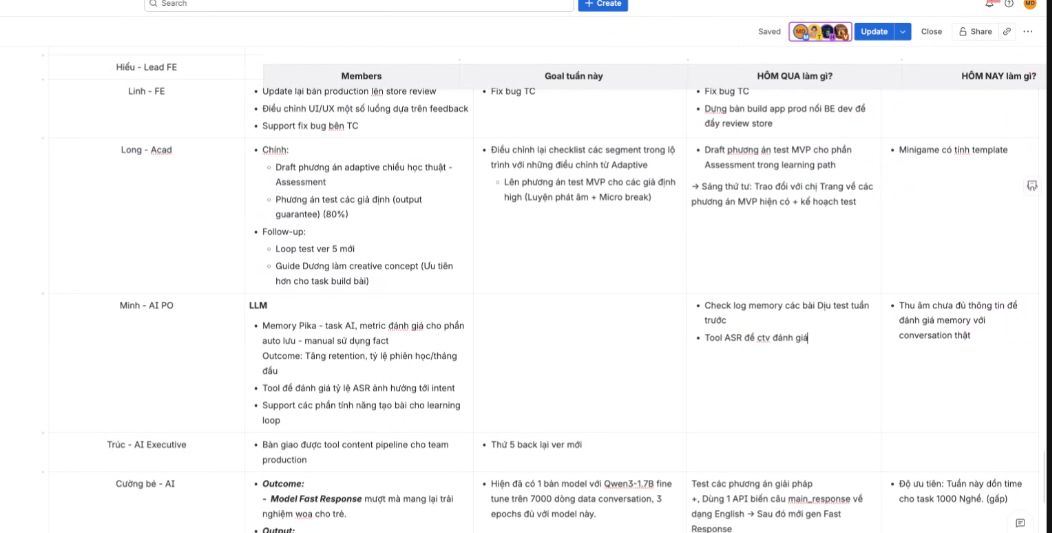 Search
+ Create
MD
Saved
MD
Update
Close
Share
Hiếu - Lead FE
Members
Goal tuần này
HÔM QUA làm gì?
HÔM NAY làm gì?
Linh - FE
• Update lại bản production lên store review
• Điều chỉnh UI/UX một số luồng dựa trên feedback
• Support fix bug bên TC
• Fix bug TC
• Fix bug TC
• Dựng bản build app prod nối BE dev để
đẩy review store
Long - Acad
• Chính:
◦ Draft phương án adaptive chiều học thuật -
Assessment
◦ Phương án test các giả định (output
guarantee) (80%)
• Follow-up:
◦ Loop test ver 5 mới
◦ Guide Dương làm creative concept (Ưu tiên
hơn cho task build bài)
• Điều chỉnh lại checklist các segment trong lộ
trình với những điều chỉnh từ Adaptive
◦ Lên phương án test MVP cho các giả định
high (Luyện phát âm + Micro break)
• Draft phương án test MVP cho phần
Assessment trong learning path
→ Sáng thứ tư: Trao đổi với chị Trang về các
phương án MVP hiện có + kế hoạch test
• Minigame có tính template
Minh - AI PO
LLM
• Memory Pika - task AI, metric đánh giá cho phần
auto lưu - manual sử dụng fact
Outcome: Tăng retention, tỷ lệ phiên học/tháng
đầu
• Tool để đánh giá tỷ lệ ASR ảnh hưởng tới intent
• Support các phần tính năng tạo bài cho learning
loop
• Check log memory các bài Dịu test tuần
trước
• Tool ASR để ctv đánh giá
• Thu âm chưa đủ thông tin để
đánh giá memory với
conversation thật
Trúc - AI Executive
• Bàn giao được tool content pipeline cho team
production
• Thứ 5 back lại ver mới
Cường bé - AI
• Outcome:
- Model Fast Response mượt mà mang lại trải
nghiệm woa cho trẻ.
• Output:
• Hiện đã có 1 bản model với Qwen3-1.7B fine
tune trên 7000 dòng data conversation, 3
epochs đủ với model này.
Test các phương án giải pháp
+, Dùng 1 API biến câu main_response về
dạng English → Sau đó mới gen Fast
Response
• Độ ưu tiên: Tuần này dồn time
cho task 1000 Nghề. (gấp)